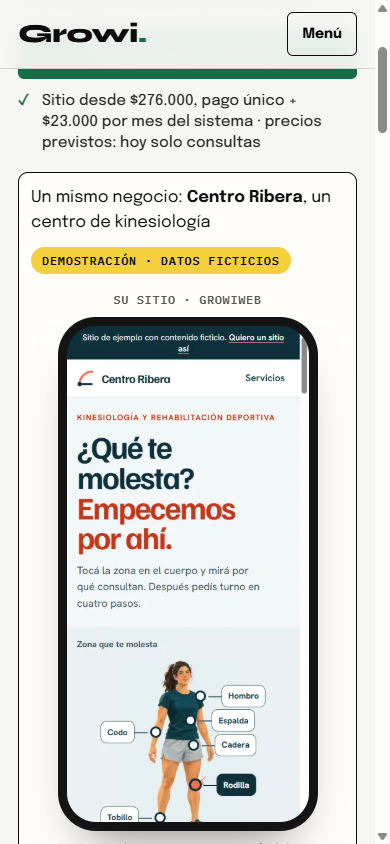 Growi.
Menú
✓ Sitio desde $276.000, pago único +
$23.000 por mes del sistema · precios
previstos: hoy solo consultas
Un mismo negocio: Centro Ribera, un
centro de kinesiología
DEMOSTRACIÓN · DATOS FICTICIOS
SU SITIO · GROWIWEB
Sitio de ejemplo con contenido ficticio. Quiero un sitio
así
Centro Ribera
Servicios
KINESIOLOGÍA Y REHABILITACIÓN DEPORTIVA
¿Qué te
molesta?
Empecemos
por ahí.
Tocá la zona en el cuerpo y mirá por
qué consultan. Después pedís turno en
cuatro pasos.
Zona que te molesta
Hombro
Espalda
Codo
Cadera
Rodilla
Tobillo